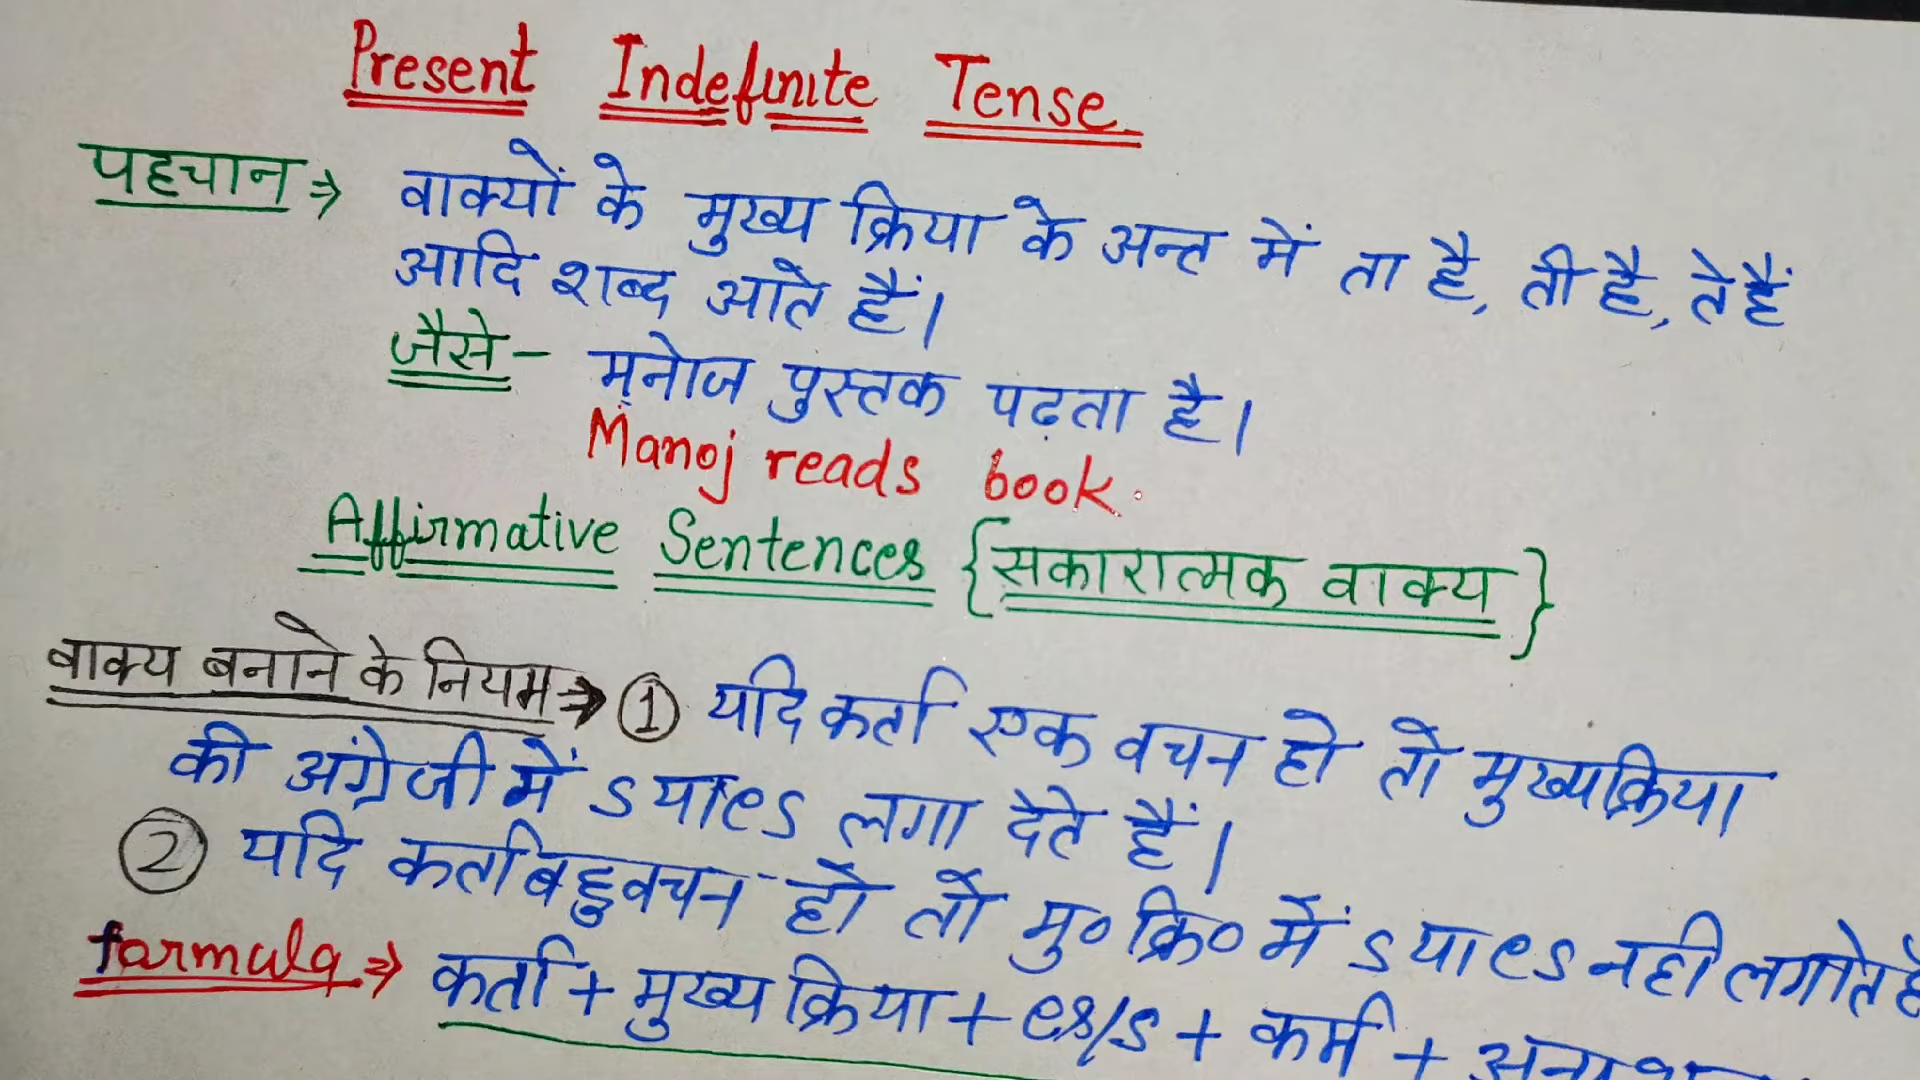 Present Indefinite Tense
पहचान ⇒ वाक्यों के मुख्य क्रिया के अन्त में ता है, ती है, ते हैं
आदि शब्द आते हैं।
जैसे - मनोज पुस्तक पढ़ता है।
Manoj reads book.
Affirmative Sentences {सकारात्मक वाक्य}
वाक्य बनाने के नियम ⇒ ① यदि कर्ता एक वचन हो तो मुख्य क्रिया
की अंग्रेजी में s या es लगा देते हैं।
② यदि कर्ता बहुवचन हो तो मु० क्रि० में s या es नही लगाते है
formula ⇒ कर्ता + मुख्य क्रिया + es/s + कर्म +